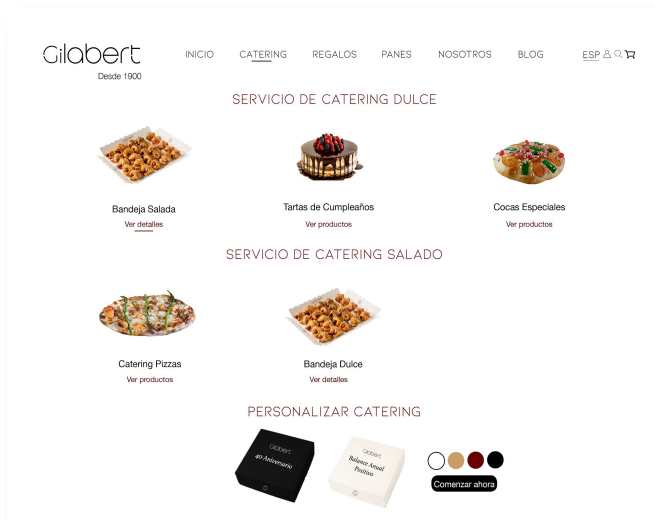 Gilabert
Desde 1900
INICIO CATERING REGALOS PANES NOSOTROS BLOG ESP
SERVICIO DE CATERING DULCE
Bandeja Salada Tartas de Cumpleaños Cocas Especiales
Ver detalles Ver productos Ver productos
SERVICIO DE CATERING SALADO
Catering Pizzas Bandeja Dulce
Ver productos Ver detalles
PERSONALIZAR CATERING
Gilabert
40 Aniversario
Gilabert
Balance Anual
Positivo
Comenzar ahora